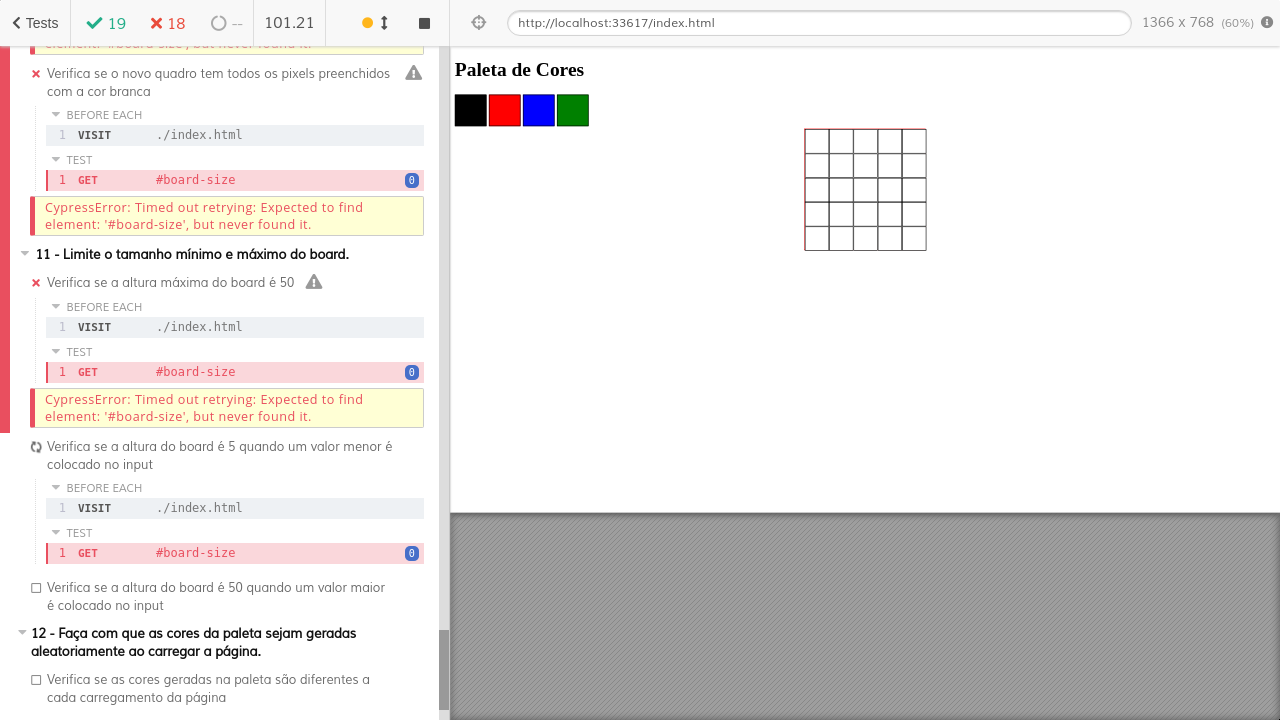 Tests
19
18
--
101.21
http://localhost:33617/index.html
1366 x 768 (60%)
element: '#board-size', but never found it.
Verifica se o novo quadro tem todos os pixels preenchidos
com a cor branca
BEFORE EACH
1 VISIT ./index.html
TEST
1 GET #board-size 0
CypressError: Timed out retrying: Expected to find
element: '#board-size', but never found it.
11 - Limite o tamanho mínimo e máximo do board.
Verifica se a altura máxima do board é 50
BEFORE EACH
1 VISIT ./index.html
TEST
1 GET #board-size 0
CypressError: Timed out retrying: Expected to find
element: '#board-size', but never found it.
Verifica se a altura do board é 5 quando um valor menor é
colocado no input
BEFORE EACH
1 VISIT ./index.html
TEST
1 GET #board-size 0
Verifica se a altura do board é 50 quando um valor maior
é colocado no input
12 - Faça com que as cores da paleta sejam geradas
aleatoriamente ao carregar a página.
Verifica se as cores geradas na paleta são diferentes a
cada carregamento da página
Paleta de Cores